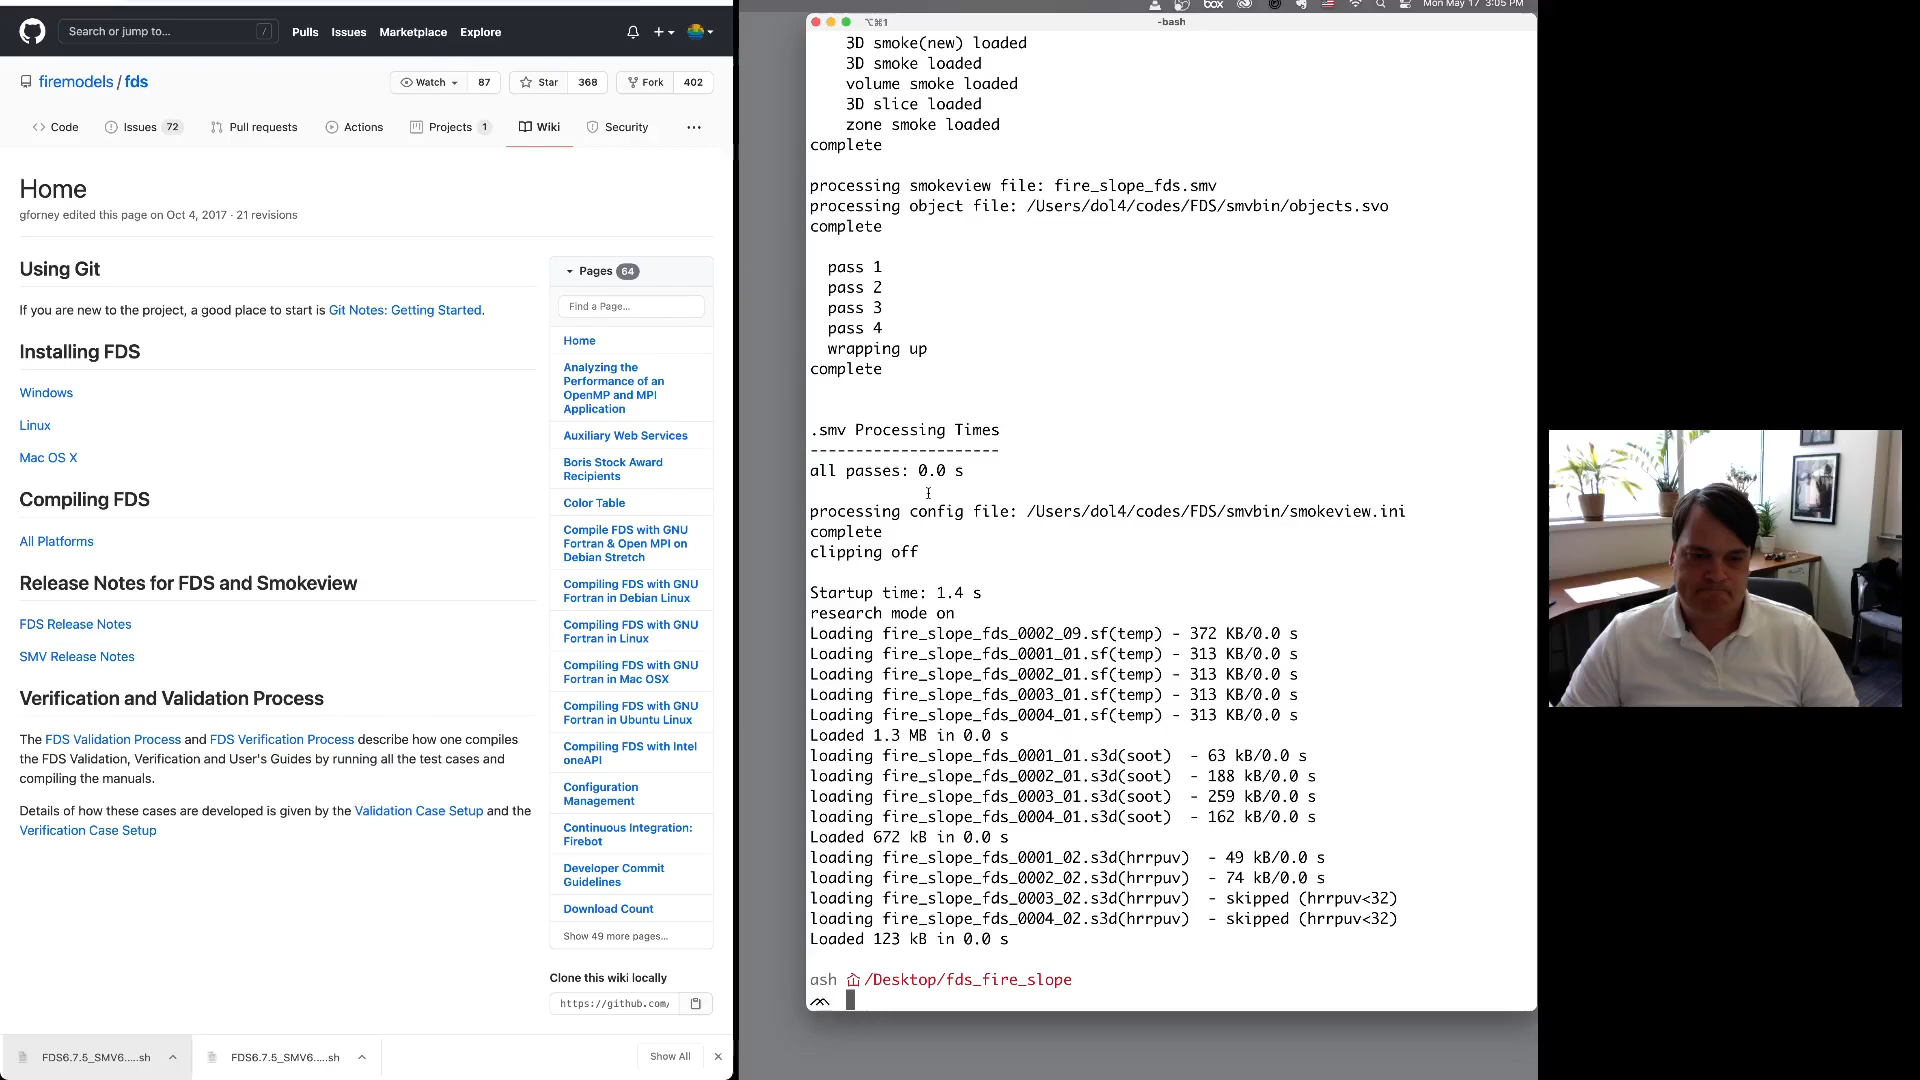 Search or jump to...
/
Pulls
Issues
Marketplace
Explore
firemodels / fds
Watch
87
Star
368
Fork
402
Code
Issues 72
Pull requests
Actions
Projects 1
Wiki
Security
Home
gforney edited this page on Oct 4, 2017 · 21 revisions
Using Git
If you are new to the project, a good place to start is Git Notes: Getting Started.
Installing FDS
Windows
Linux
Mac OS X
Compiling FDS
All Platforms
Release Notes for FDS and Smokeview
FDS Release Notes
SMV Release Notes
Verification and Validation Process
The FDS Validation Process and FDS Verification Process describe how one compiles
the FDS Validation, Verification and User's Guides by running all the test cases and
compiling the manuals.
Details of how these cases are developed is given by the Validation Case Setup and the
Verification Case Setup
Pages 64
Find a Page...
Home
Analyzing the
Performance of an
OpenMP and MPI
Application
Auxiliary Web Services
Boris Stock Award
Recipients
Color Table
Compile FDS with GNU
Fortran & Open MPI on
Debian Stretch
Compiling FDS with GNU
Fortran in Debian Linux
Compiling FDS with GNU
Fortran in Linux
Compiling FDS with GNU
Fortran in Mac OSX
Compiling FDS with GNU
Fortran in Ubuntu Linux
Compiling FDS with Intel
oneAPI
Configuration
Management
Continuous Integration:
Firebot
Developer Commit
Guidelines
Download Count
Show 49 more pages...
Clone this wiki locally
https://github.com/
FDS6.7.5_SMV6.....sh
FDS6.7.5_SMV6.....sh
Show All
box
Mon May 17 3:05 PM
⌥⌘1
-bash
3D smoke(new) loaded
3D smoke loaded
volume smoke loaded
3D slice loaded
zone smoke loaded
complete
processing smokeview file: fire_slope_fds.smv
processing object file: /Users/dol4/codes/FDS/smvbin/objects.svo
complete
pass 1
pass 2
pass 3
pass 4
wrapping up
complete
.smv Processing Times
---------------------
all passes: 0.0 s
processing config file: /Users/dol4/codes/FDS/smvbin/smokeview.ini
complete
clipping off
Startup time: 1.4 s
research mode on
Loading fire_slope_fds_0002_09.sf(temp) - 372 KB/0.0 s
Loading fire_slope_fds_0001_01.sf(temp) - 313 KB/0.0 s
Loading fire_slope_fds_0002_01.sf(temp) - 313 KB/0.0 s
Loading fire_slope_fds_0003_01.sf(temp) - 313 KB/0.0 s
Loading fire_slope_fds_0004_01.sf(temp) - 313 KB/0.0 s
Loaded 1.3 MB in 0.0 s
loading fire_slope_fds_0001_01.s3d(soot)  - 63 kB/0.0 s
loading fire_slope_fds_0002_01.s3d(soot)  - 188 kB/0.0 s
loading fire_slope_fds_0003_01.s3d(soot)  - 259 kB/0.0 s
loading fire_slope_fds_0004_01.s3d(soot)  - 162 kB/0.0 s
Loaded 672 kB in 0.0 s
loading fire_slope_fds_0001_02.s3d(hrrpuv)  - 49 kB/0.0 s
loading fire_slope_fds_0002_02.s3d(hrrpuv)  - 74 kB/0.0 s
loading fire_slope_fds_0003_02.s3d(hrrpuv)  - skipped (hrrpuv<32)
loading fire_slope_fds_0004_02.s3d(hrrpuv)  - skipped (hrrpuv<32)
Loaded 123 kB in 0.0 s
ash /Desktop/fds_fire_slope